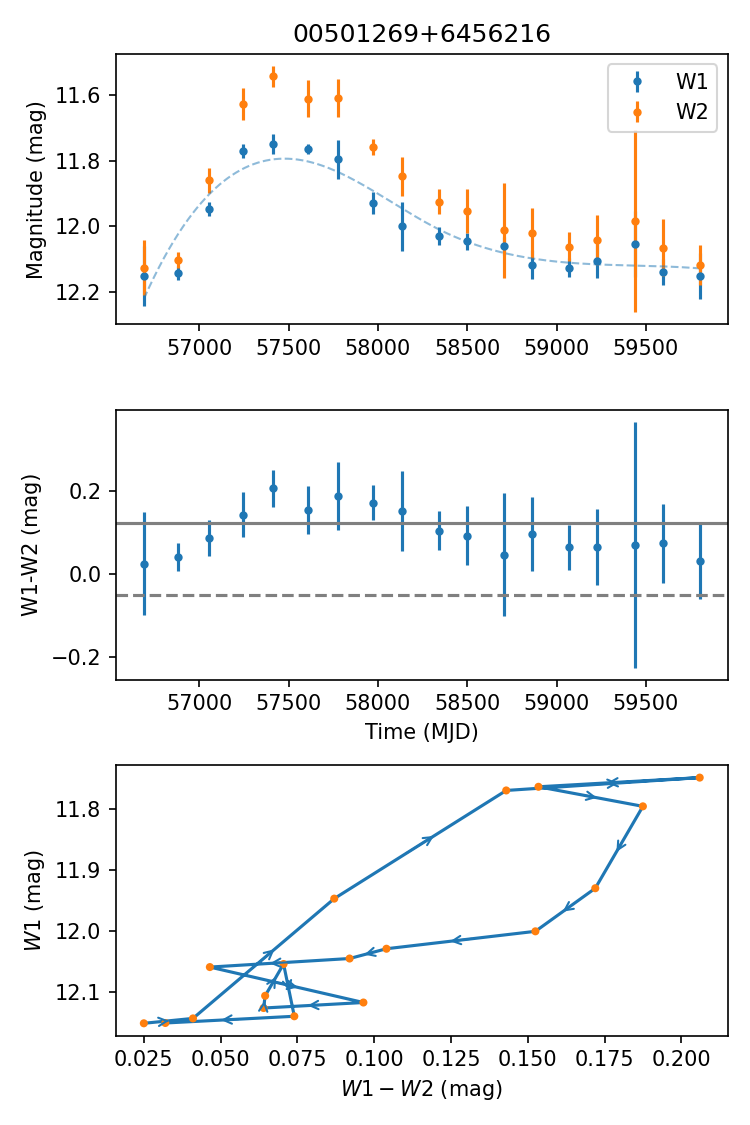 00501269+6456216
W1
W2
Magnitude (mag)
11.6
11.8
12.0
12.2
57000 57500 58000 58500 59000 59500
W1-W2 (mag)
0.2
0.0
−0.2
57000 57500 58000 58500 59000 59500
Time (MJD)
W1 (mag)
11.8
11.9
12.0
12.1
0.025 0.050 0.075 0.100 0.125 0.150 0.175 0.200
W1 − W2 (mag)